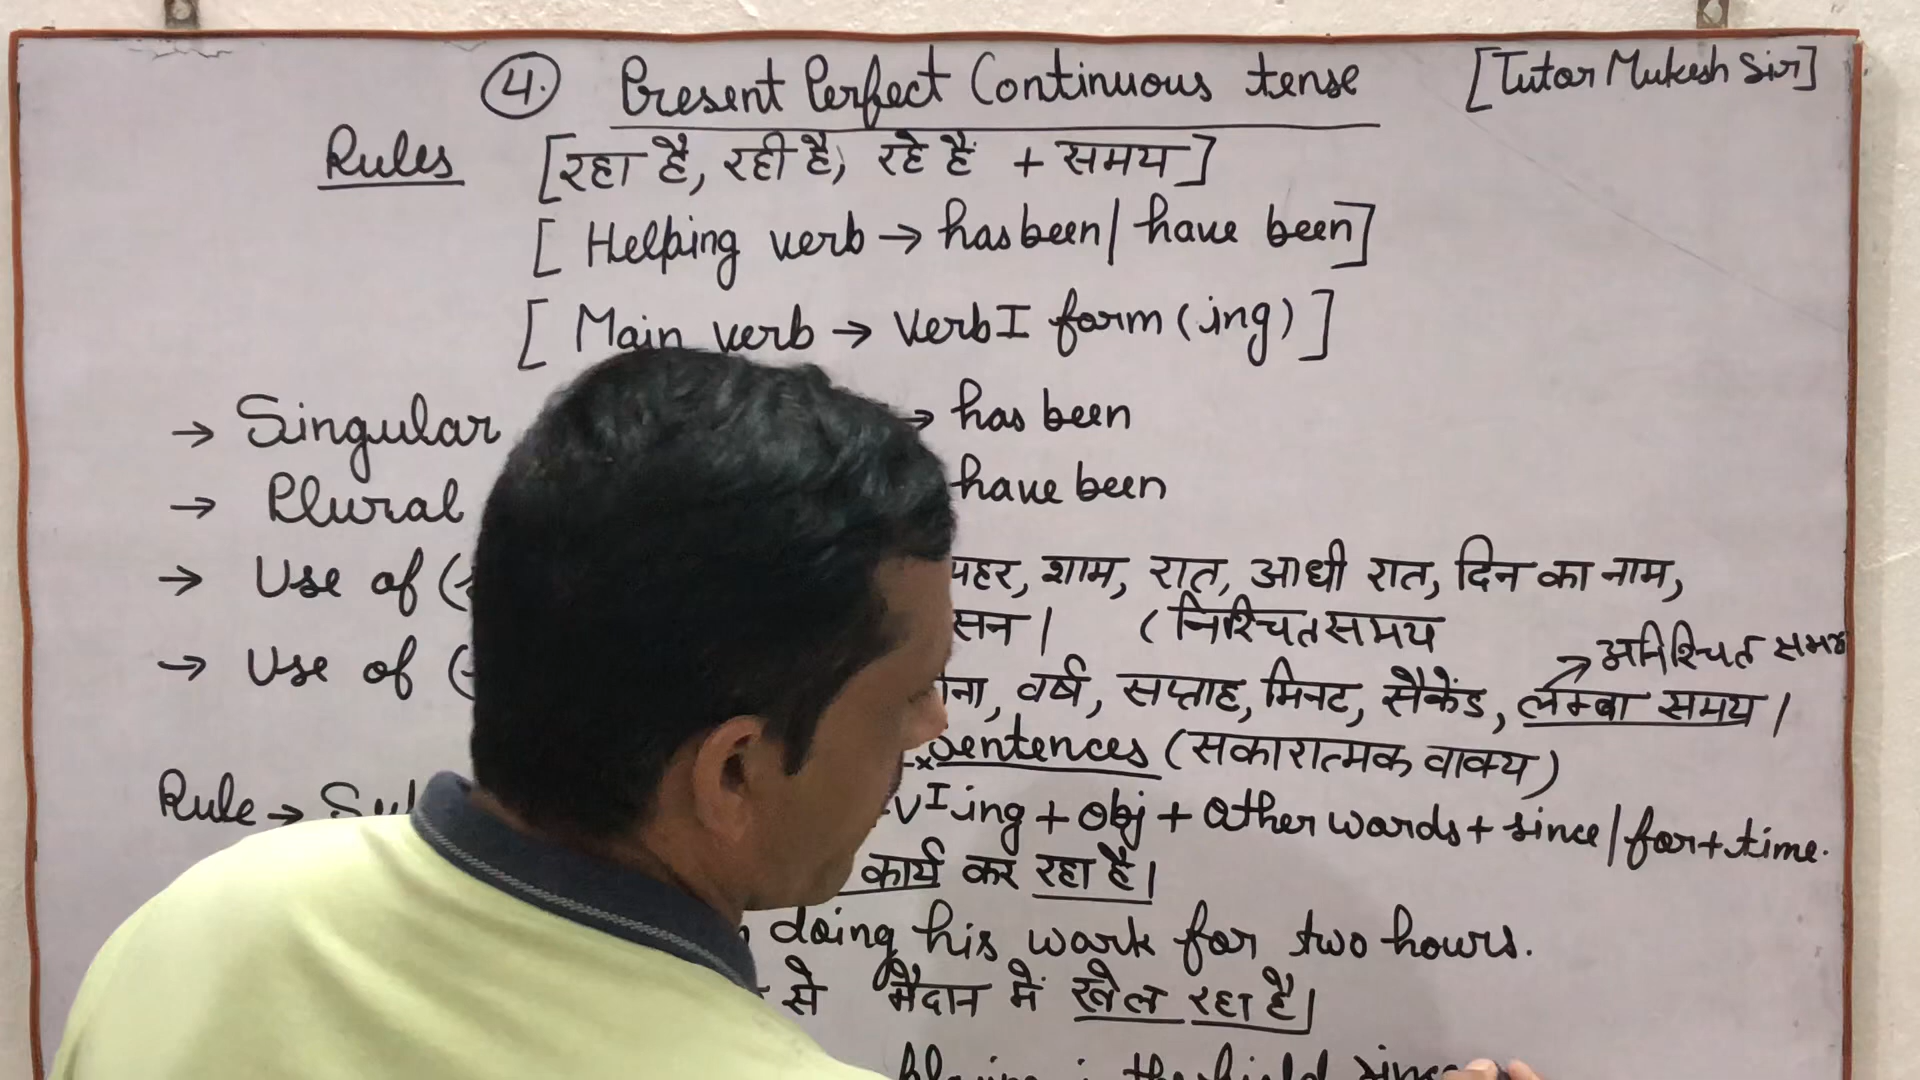 4. Present Perfect Continuous tense [Tutor Mukesh Sir]
Rules [रहा है, रही है, रहे हैं + समय]
[Helping verb → has been / have been]
[Main verb → verb I form (ing)]
→ Singular → has been
→ Plural have been
→ Use of ( शाम, रात, आधी रात, दिन का नाम,
सन। (निश्चित समय
→ अनिश्चित समय
→ Use of ( वर्ष, सप्ताह, मिनट, सैकेंड, लम्बा समय।
sentences (सकारात्मक वाक्य)
Rule → V I ing + obj + other words + since / for + time.
कार्य कर रहा है।
doing his work for two hours.
से मैदान में खेल रहा है।
the field since